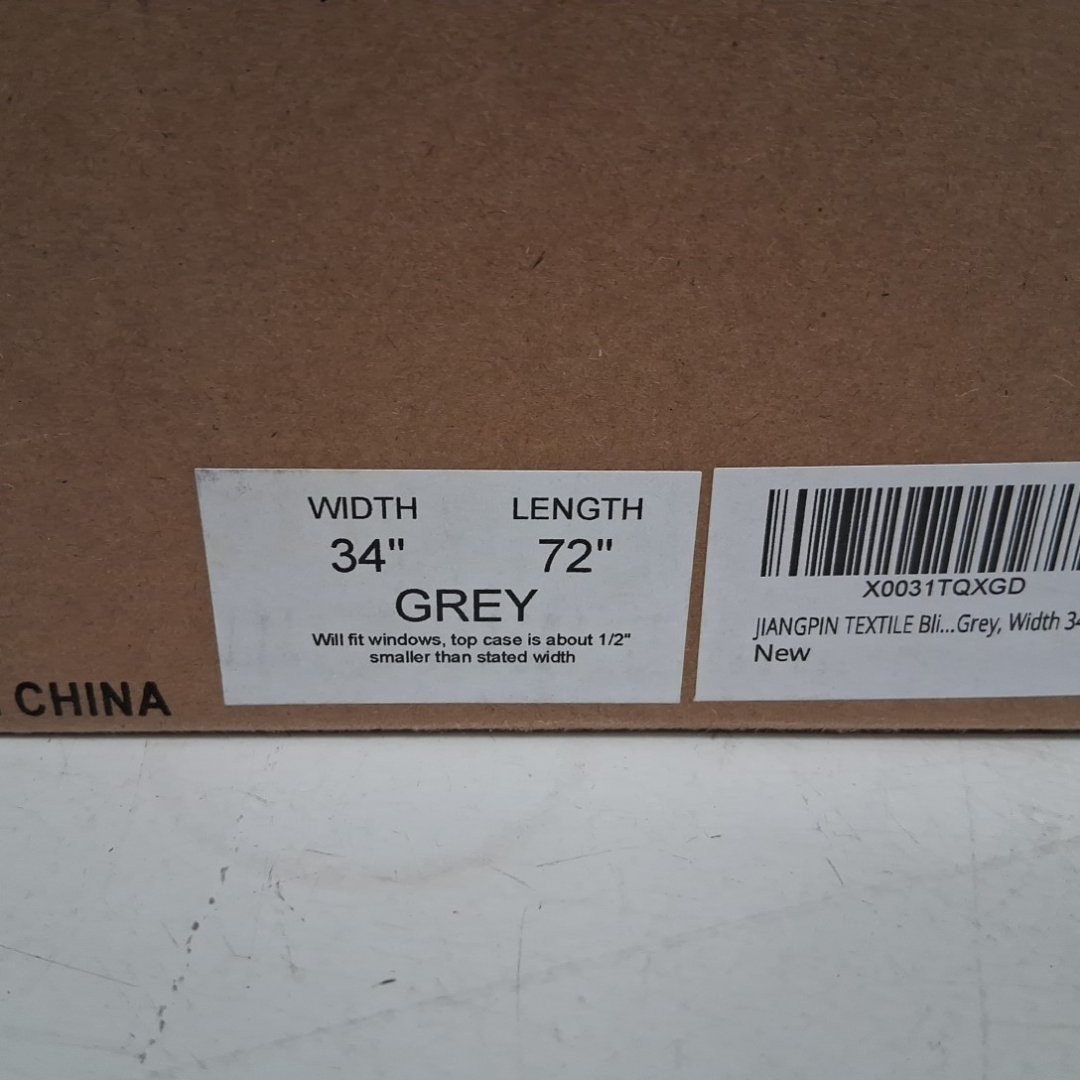 WIDTH LENGTH
34" 72"
GREY
Will fit windows, top case is about 1/2"
smaller than stated width
CHINA
X0031TQXGD
JIANGPIN TEXTILE Bli...Grey, Width 34
New